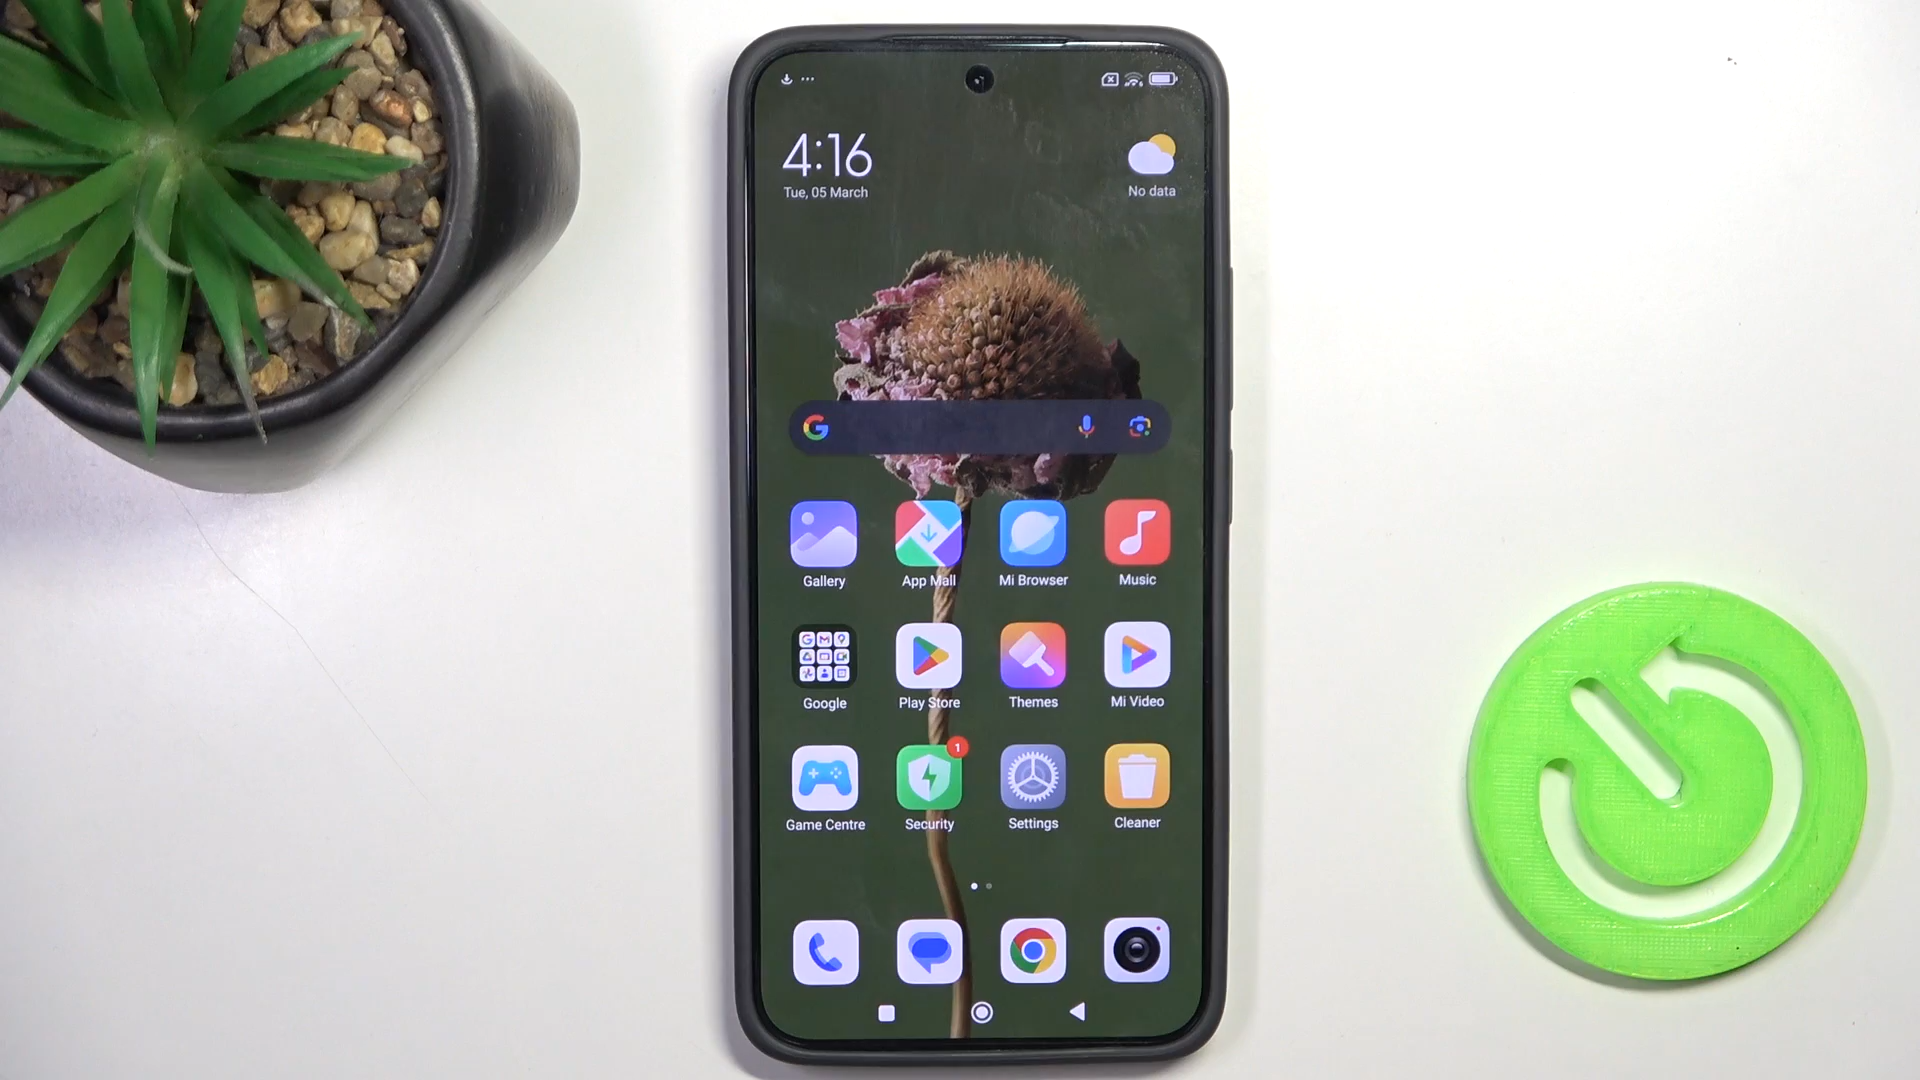 4:16
Tue, 05 March
No data
Gallery
App Mall
Mi Browser
Music
Google
Play Store
Themes
Mi Video
1
Game Centre
Security
Settings
Cleaner